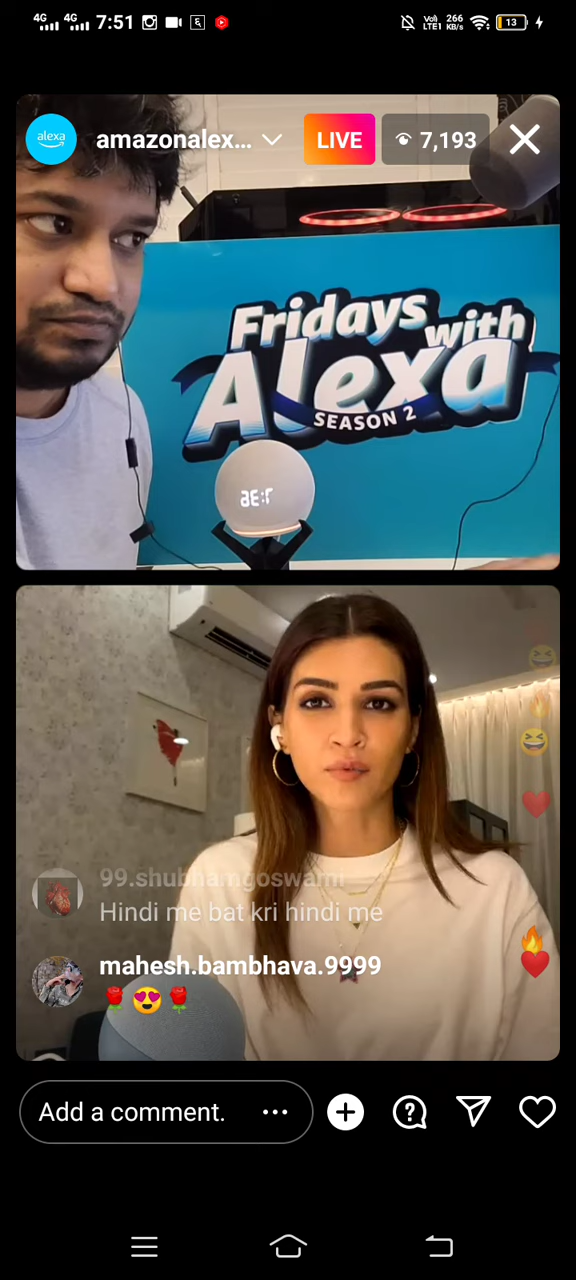 4G 4G 7:51 Vo) LTE1 266 KB/s 13
alexa amazonalex... LIVE 7,193
Fridays
with
Alexa
SEASON 2
99.shubhamgoswami
Hindi me bat kri hindi me
mahesh.bambhava.9999
🌹😍🌹
Add a comment.